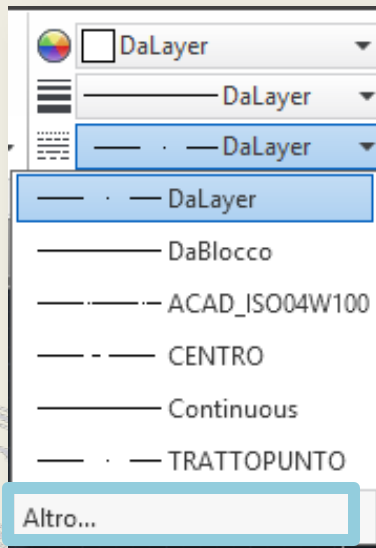 DaLayer
DaLayer
DaLayer
DaLayer
DaBlocco
ACAD_ISO04W100
CENTRO
Continuous
TRATTOPUNTO
Altro...